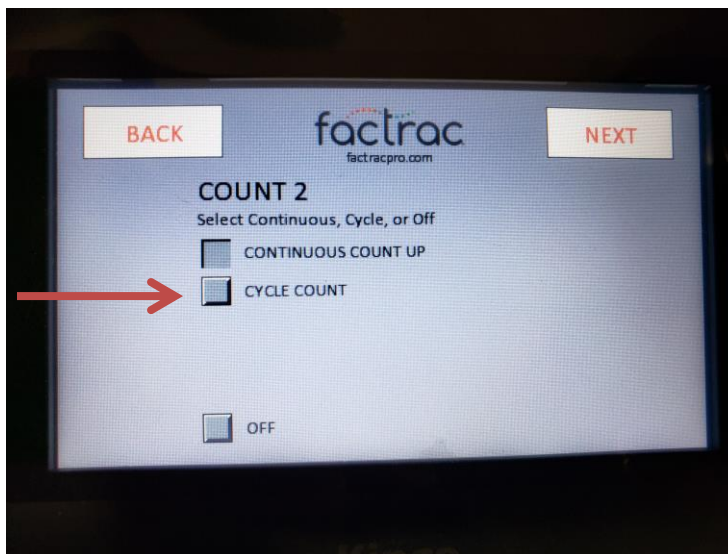 BACK
factrac
NEXT
factracpro.com
COUNT 2
Select Continuous, Cycle, or Off
CONTINUOUS COUNT UP
CYCLE COUNT
OFF